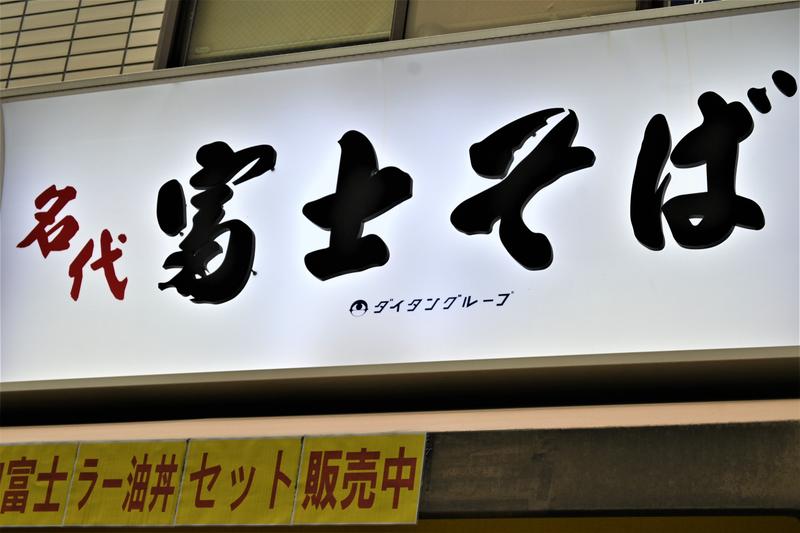 名代 富士そば
ダイタングループ
富士 ラー油丼 セット 販売中